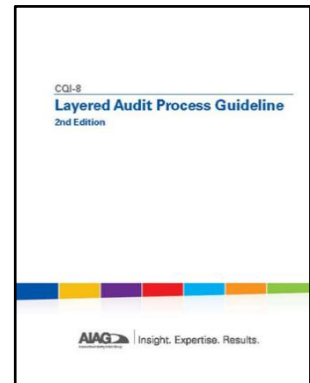 CQI-8
Layered Audit Process Guideline
2nd Edition
AIAG Insight. Expertise. Results.